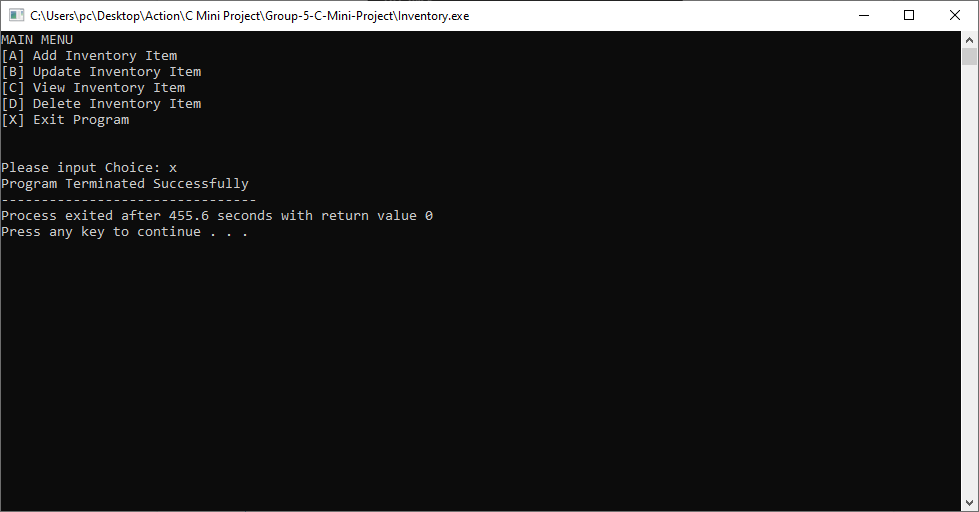 C:\Users\pc\Desktop\Action\C Mini Project\Group-5-C-Mini-Project\Inventory.exe
MAIN MENU
[A] Add Inventory Item
[B] Update Inventory Item
[C] View Inventory Item
[D] Delete Inventory Item
[X] Exit Program
Please input Choice: x
Program Terminated Successfully
--------------------------------
Process exited after 455.6 seconds with return value 0
Press any key to continue . . .